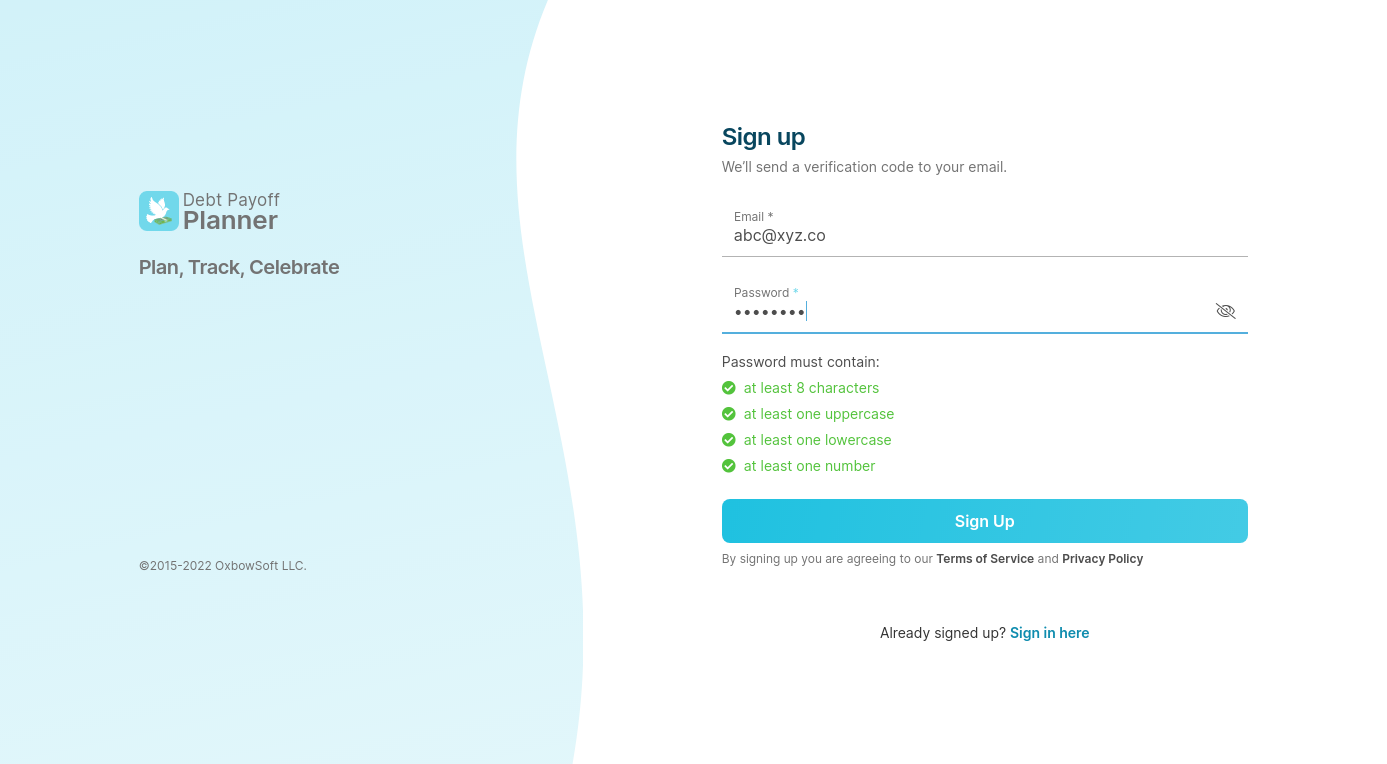 Debt Payoff
Planner
Plan, Track, Celebrate
©2015-2022 OxbowSoft LLC.
Sign up
We’ll send a verification code to your email.
Email *
abc@xyz.co
Password *
••••••••
Password must contain:
at least 8 characters
at least one uppercase
at least one lowercase
at least one number
Sign Up
By signing up you are agreeing to our Terms of Service and Privacy Policy
Already signed up? Sign in here